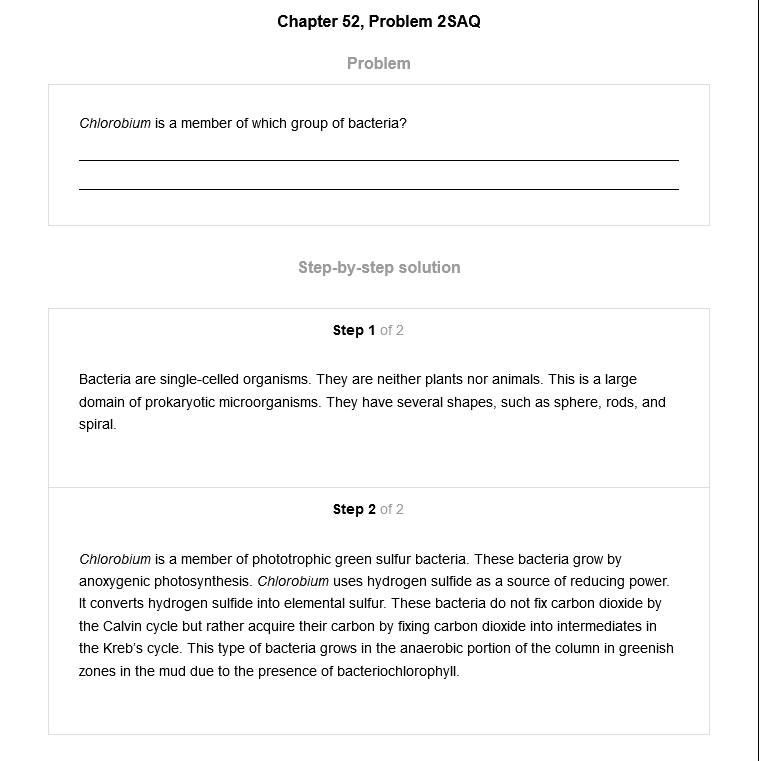 Chapter 52, Problem 2SAQ
Problem
Chlorobium is a member of which group of bacteria?
Step-by-step solution
Step 1 of 2
Bacteria are single-celled organisms. They are neither plants nor animals. This is a large
domain of prokaryotic microorganisms. They have several shapes, such as sphere, rods, and
spiral.
Step 2 of 2
Chlorobium is a member of phototrophic green sulfur bacteria. These bacteria grow by
anoxygenic photosynthesis. Chlorobium uses hydrogen sulfide as a source of reducing power.
It converts hydrogen sulfide into elemental sulfur. These bacteria do not fix carbon dioxide by
the Calvin cycle but rather acquire their carbon by fixing carbon dioxide into intermediates in
the Kreb's cycle. This type of bacteria grows in the anaerobic portion of the column in greenish
zones in the mud due to the presence of bacteriochlorophyll.